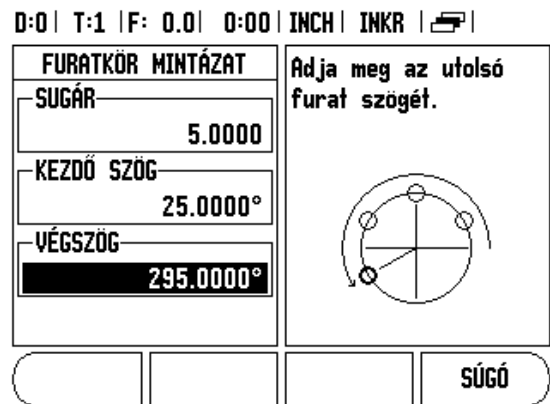 D:0| T:1 |F: 0.0| 0:00| INCH| INKR |
FURATKÖR MINTÁZAT
SUGÁR
5.0000
KEZDŐ SZÖG
25.0000°
VÉGSZÖG
295.0000°
Adja meg az utolsó
furat szögét.
SÚGÓ